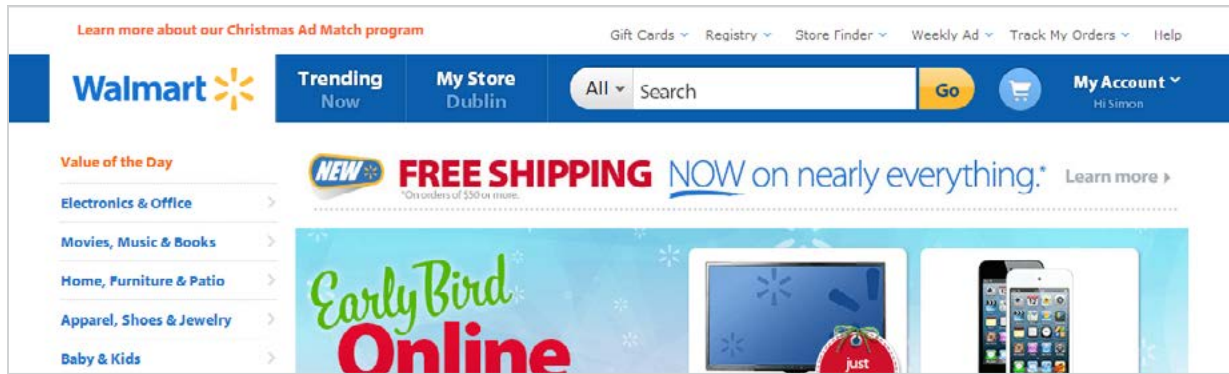 Learn more about our Christmas Ad Match program
Gift Cards Registry Store Finder Weekly Ad Track My Orders Help
Walmart Trending My Store All Search Go My Account
Now Dublin Hi Simon
Value of the Day
NEW FREE SHIPPING NOW on nearly everything.* Learn more
*On orders of $50 or more.
Electronics & Office
Movies, Music & Books
Home, Furniture & Patio
Apparel, Shoes & Jewelry
Baby & Kids
Early Bird
Online
just